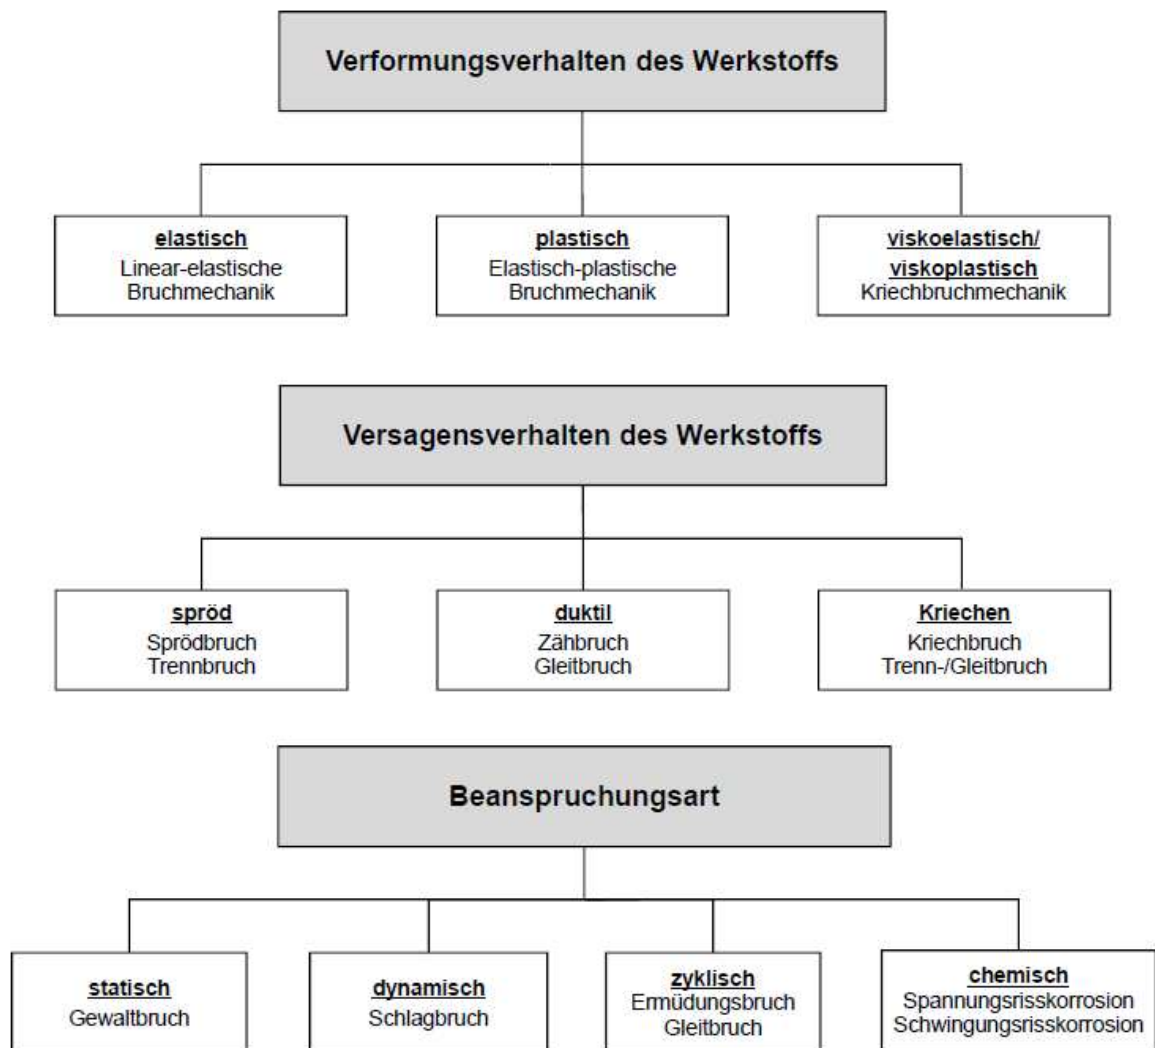 Verformungsverhalten des Werkstoffs
elastisch
Linear-elastische
Bruchmechanik
plastisch
Elastisch-plastische
Bruchmechanik
viskoelastisch/
viskoplastisch
Kriechbruchmechanik
Versagensverhalten des Werkstoffs
spröd
Sprödbruch
Trennbruch
duktil
Zähbruch
Gleitbruch
Kriechen
Kriechbruch
Trenn-/Gleitbruch
Beanspruchungsart
statisch
Gewaltbruch
dynamisch
Schlagbruch
zyklisch
Ermüdungsbruch
Gleitbruch
chemisch
Spannungsrisskorrosion
Schwingungsrisskorrosion